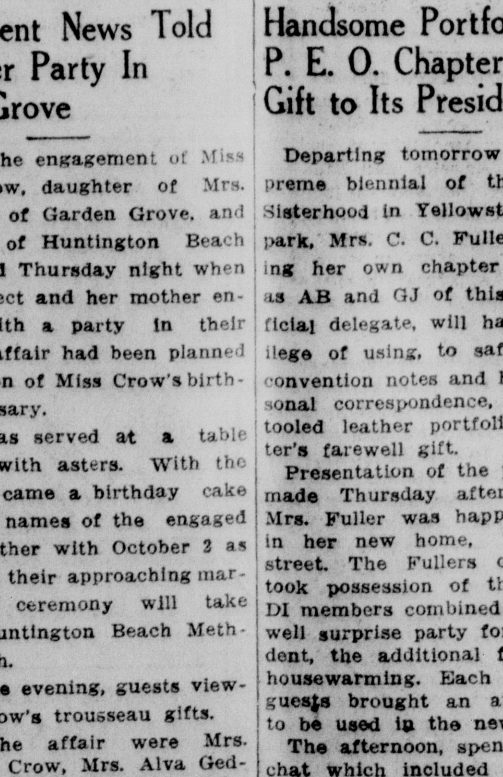 ent News Told
r Party In
Grove
he engagement of Miss
ow, daughter of Mrs.
of Garden Grove, and
of Huntington Beach
d Thursday night when
ect and her mother en-
ith a party in their
affair had been planned
n of Miss Crow's birth-
sary.
as served at a table
with asters. With the
came a birthday cake
names of the engaged
ther with October 2 as
their approaching mar-
ceremony will take
untington Beach Meth-
h.
e evening, guests view-
ow's trousseau gifts.
he affair were Mrs.
Crow, Mrs. Alva Ged-
Handsome Portfo
P. E. O. Chapter
Gift to Its Presid
Departing tomorrow
preme biennial of th
Sisterhood in Yellowst
park, Mrs. C. C. Fulle
ing her own chapter
as AB and GJ of this
ficial delegate, will ha
ilege of using, to saf
convention notes and
sonal correspondence,
tooled leather portfoli
ter's farewell gift.
Presentation of the
made Thursday after
Mrs. Fuller was happ
in her new home,
street. The Fullers
took possession of th
DI members combined
well surprise party fo
dent, the additional f
housewarming. Each
guests brought an a
to be used in the new
The afternoon, spen
chat which included